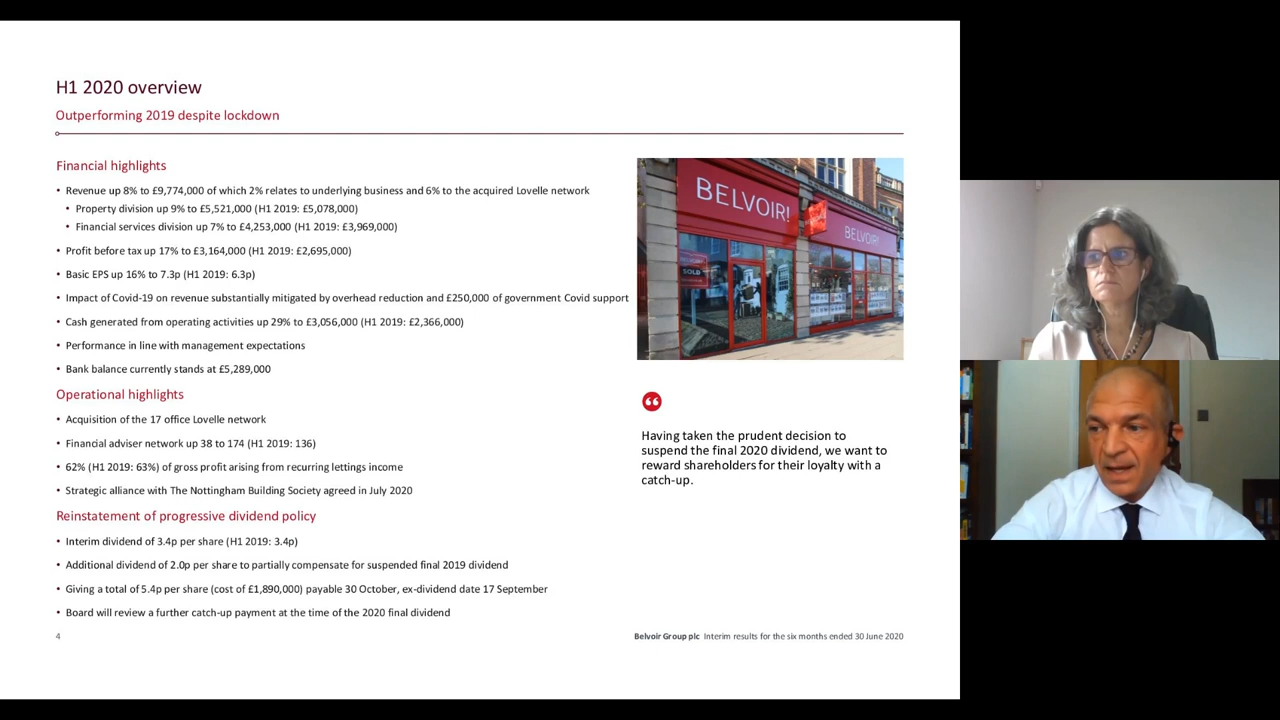 H1 2020 overview
Outperforming 2019 despite lockdown
Financial highlights
• Revenue up 8% to £9,774,000 of which 2% relates to underlying business and 6% to the acquired Lovelle network
• Property division up 9% to £5,521,000 (H1 2019: £5,078,000)
• Financial services division up 7% to £4,253,000 (H1 2019: £3,969,000)
• Profit before tax up 17% to £3,164,000 (H1 2019: £2,695,000)
• Basic EPS up 16% to 7.3p (H1 2019: 6.3p)
• Impact of Covid-19 on revenue substantially mitigated by overhead reduction and £250,000 of government Covid support
• Cash generated from operating activities up 29% to £3,056,000 (H1 2019: £2,366,000)
• Performance in line with management expectations
• Bank balance currently stands at £5,289,000
Operational highlights
• Acquisition of the 17 office Lovelle network
• Financial adviser network up 38 to 174 (H1 2019: 136)
• 62% (H1 2019: 63%) of gross profit arising from recurring lettings income
• Strategic alliance with The Nottingham Building Society agreed in July 2020
Reinstatement of progressive dividend policy
• Interim dividend of 3.4p per share (H1 2019: 3.4p)
• Additional dividend of 2.0p per share to partially compensate for suspended final 2019 dividend
• Giving a total of 5.4p per share (cost of £1,890,000) payable 30 October, ex-dividend date 17 September
• Board will review a further catch-up payment at the time of the 2020 final dividend
BELVOIR!
BELVOIR!
SOLD
“
Having taken the prudent decision to
suspend the final 2020 dividend, we want to
reward shareholders for their loyalty with a
catch-up.
4
Belvoir Group plc Interim results for the six months ended 30 June 2020